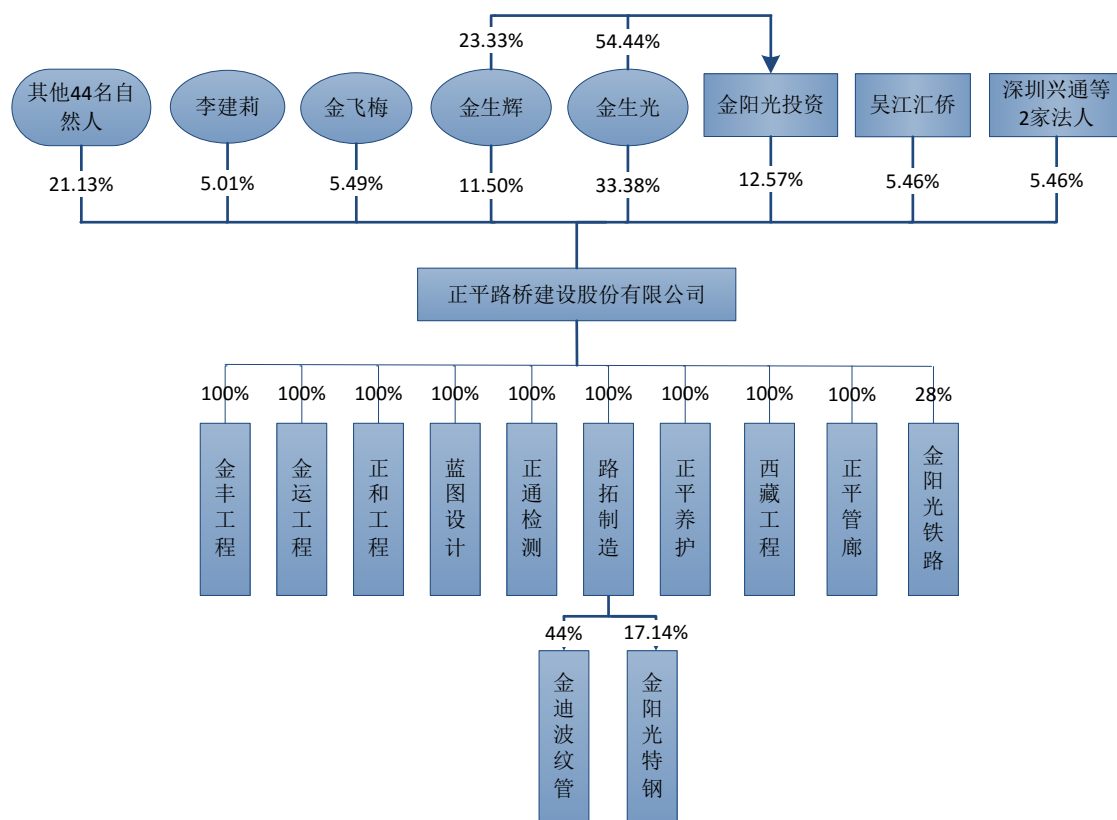 23.33%
54.44%
其他44名自
然人
李建莉
金飞梅
金生辉
金生光
金阳光投资
吴江汇侨
深圳兴通等
2家法人
21.13%
5.01%
5.49%
11.50%
33.38%
12.57%
5.46%
5.46%
正平路桥建设股份有限公司
100%
100%
100%
100%
100%
100%
100%
100%
100%
28%
金丰工程
金运工程
正和工程
蓝图设计
正通检测
路拓制造
正平养护
西藏工程
正平管廊
金阳光铁路
44%
17.14%
金迪波纹管
金阳光特钢